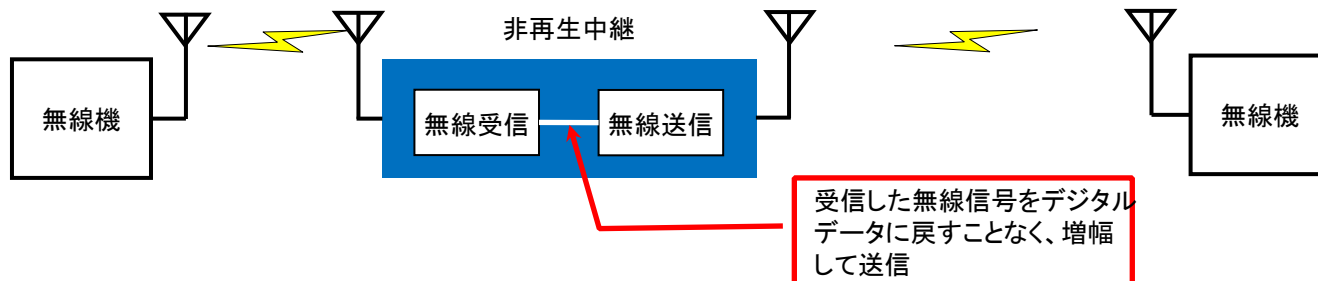 非再生中継
無線機
無線受信
無線送信
無線機
受信した無線信号をデジタル
データに戻すことなく、増幅
して送信